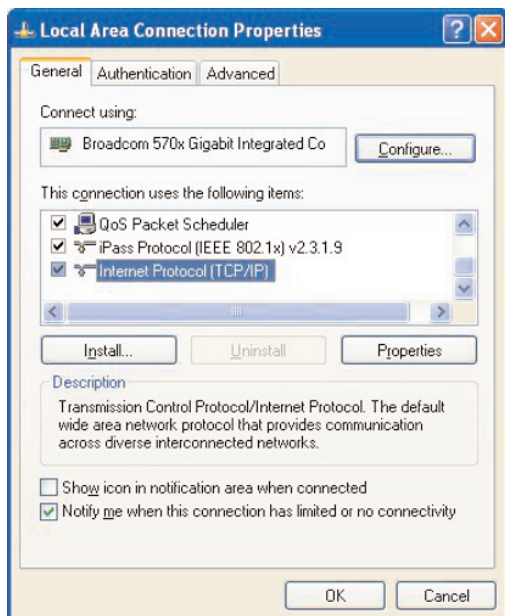 Local Area Connection Properties
General
Authentication
Advanced
Connect using:
Broadcom 570x Gigabit Integrated Co
Configure...
This connection uses the following items:
QoS Packet Scheduler
iPass Protocol (IEEE 802.1x) v2.3.1.9
Internet Protocol (TCP/IP)
Install...
Uninstall
Properties
Description
Transmission Control Protocol/Internet Protocol. The default
wide area network protocol that provides communication
across diverse interconnected networks.
Show icon in notification area when connected
Notify me when this connection has limited or no connectivity
OK
Cancel